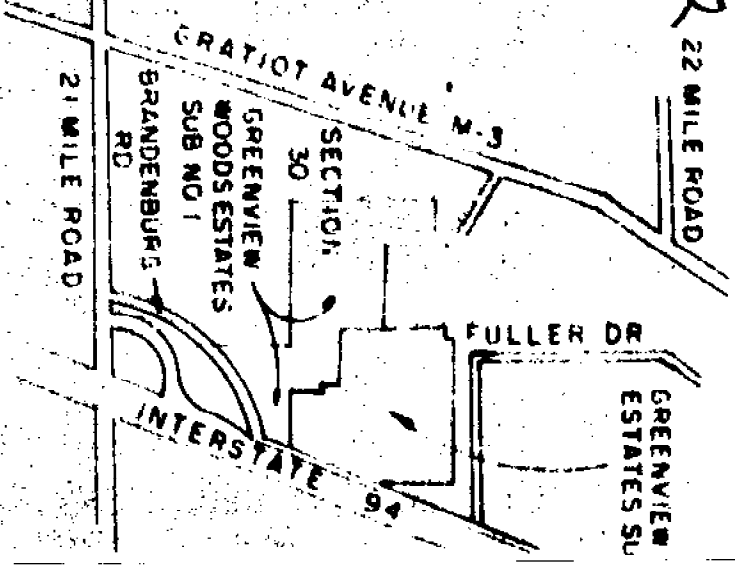 GRATIOT AVENUE M-3
22 MILE ROAD
21 MILE ROAD
BRANDENBURG
RD
GREENVIEW
WOODS ESTATES
SUB NO 1
SECTION
30
FULLER DR
GREENVIEW
ESTATES SU
INTERSTATE 94